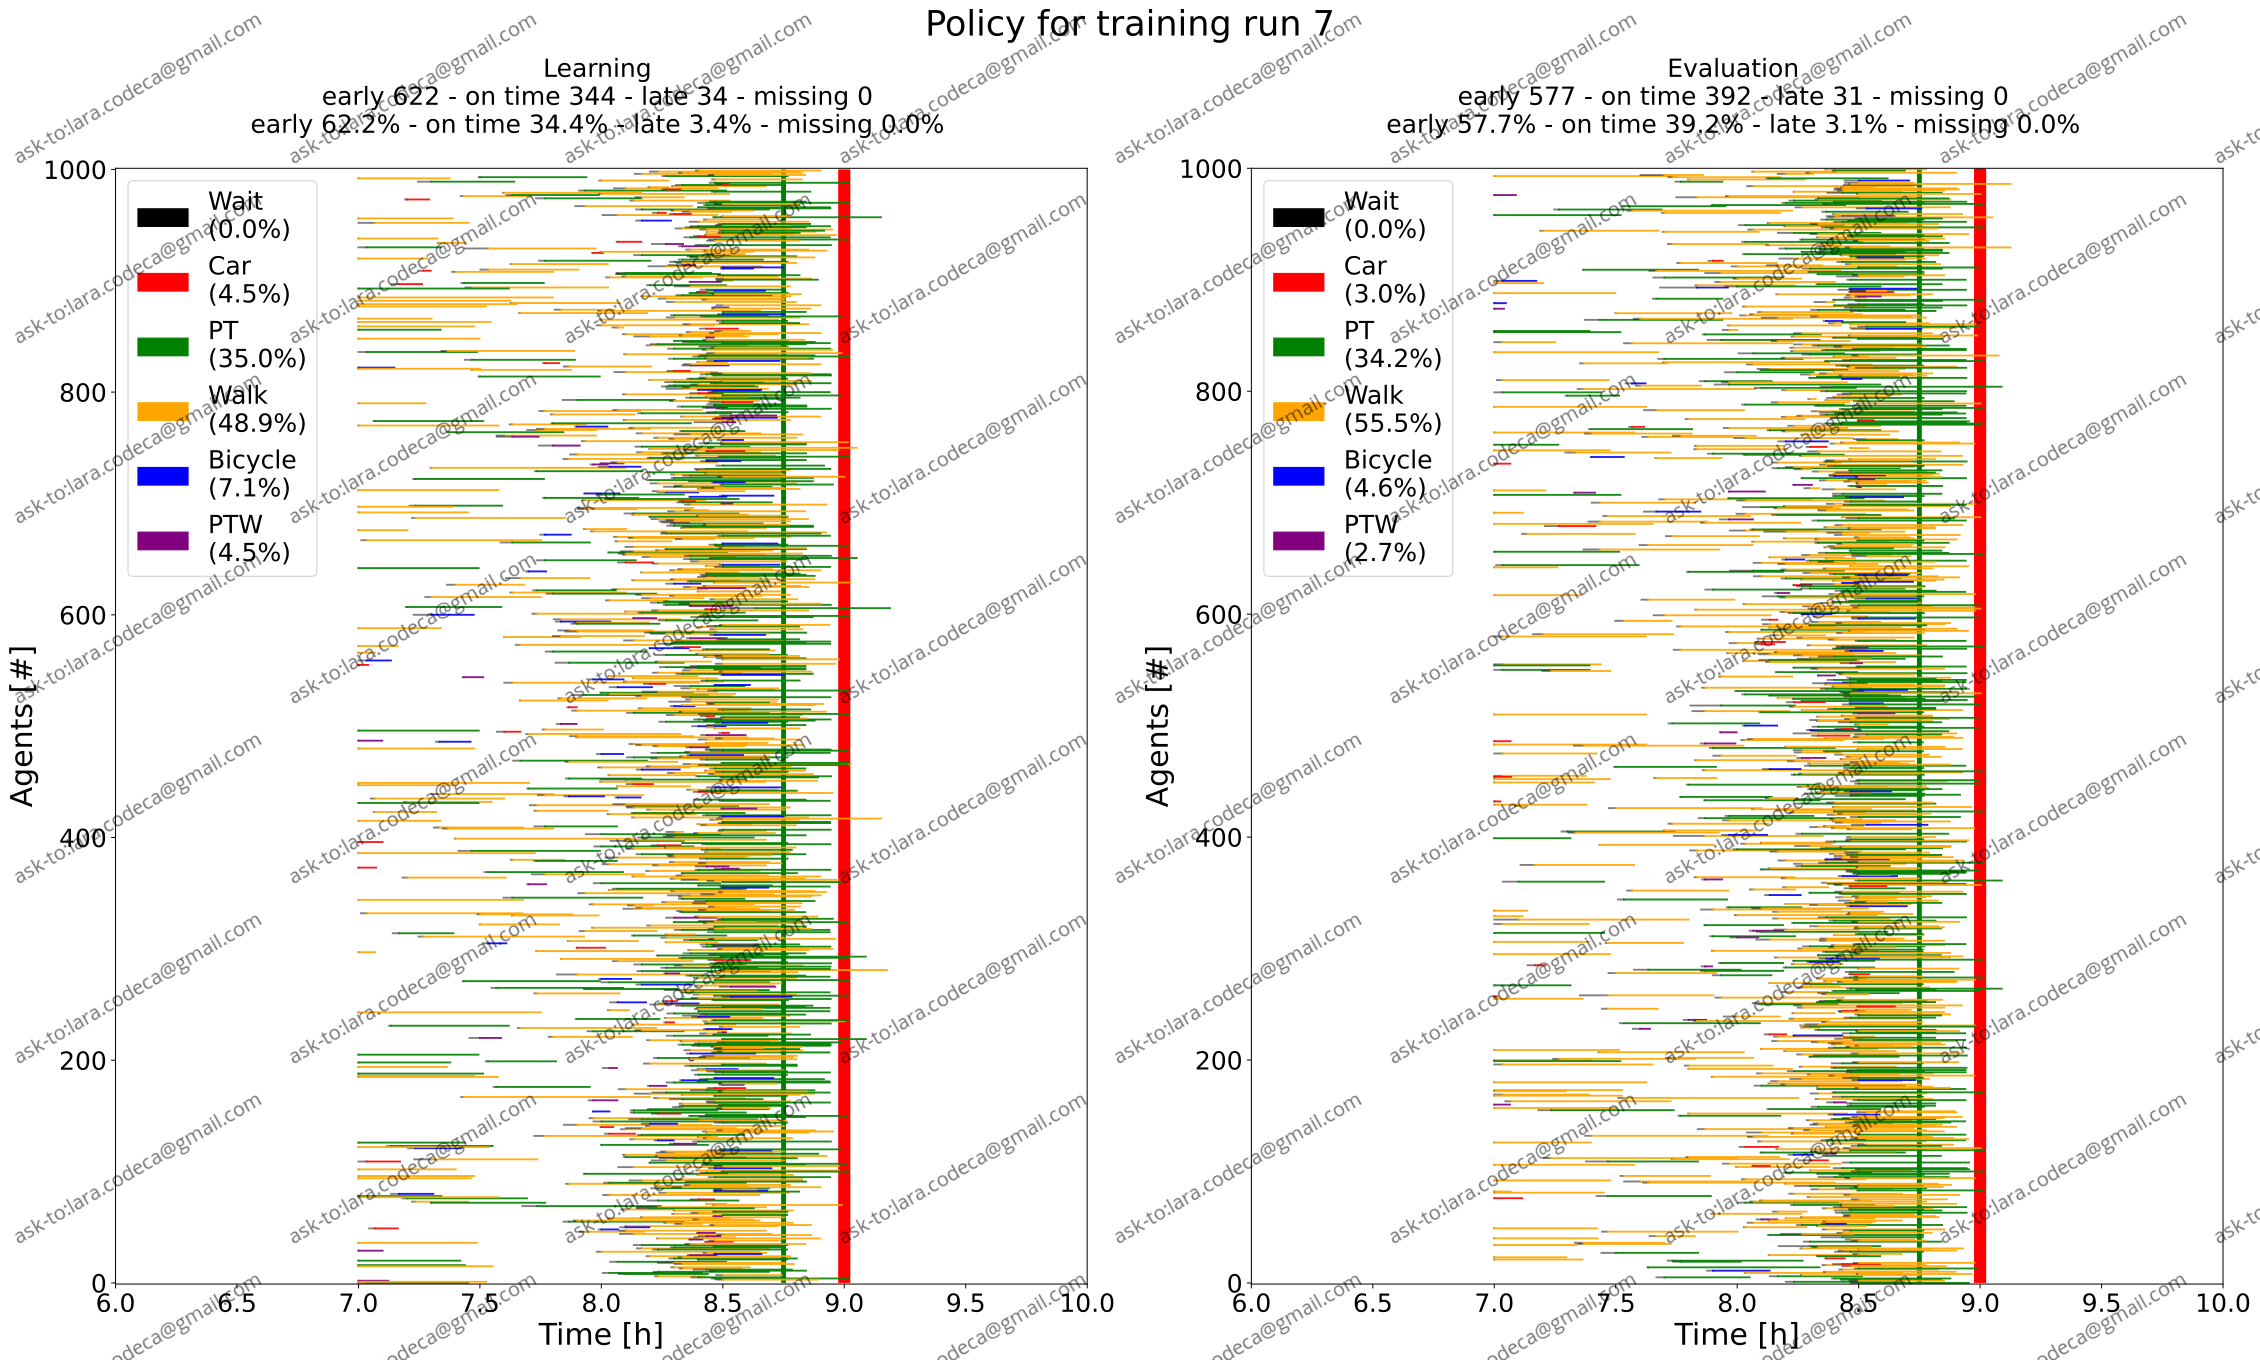 Policy for training run 7
Learning
early 622 - on time 344 - late 34 - missing 0
early 62.2% - on time 34.4% - late 3.4% - missing 0.0%
Agents [#]
1000
800
600
400
200
0
Wait
(0.0%)
Car
(4.5%)
PT
(35.0%)
Walk
(48.9%)
Bicycle
(7.1%)
PTW
(4.5%)
6.0 6.5 7.0 7.5 8.0 8.5 9.0 9.5 10.0
Time [h]
Evaluation
early 577 - on time 392 - late 31 - missing 0
early 57.7% - on time 39.2% - late 3.1% - missing 0.0%
Agents [#]
1000
800
600
400
200
0
Wait
(0.0%)
Car
(3.0%)
PT
(34.2%)
Walk
(55.5%)
Bicycle
(4.6%)
PTW
(2.7%)
6.0 6.5 7.0 7.5 8.0 8.5 9.0 9.5 10.0
Time [h]
ask-to:lara.codeca@gmail.com